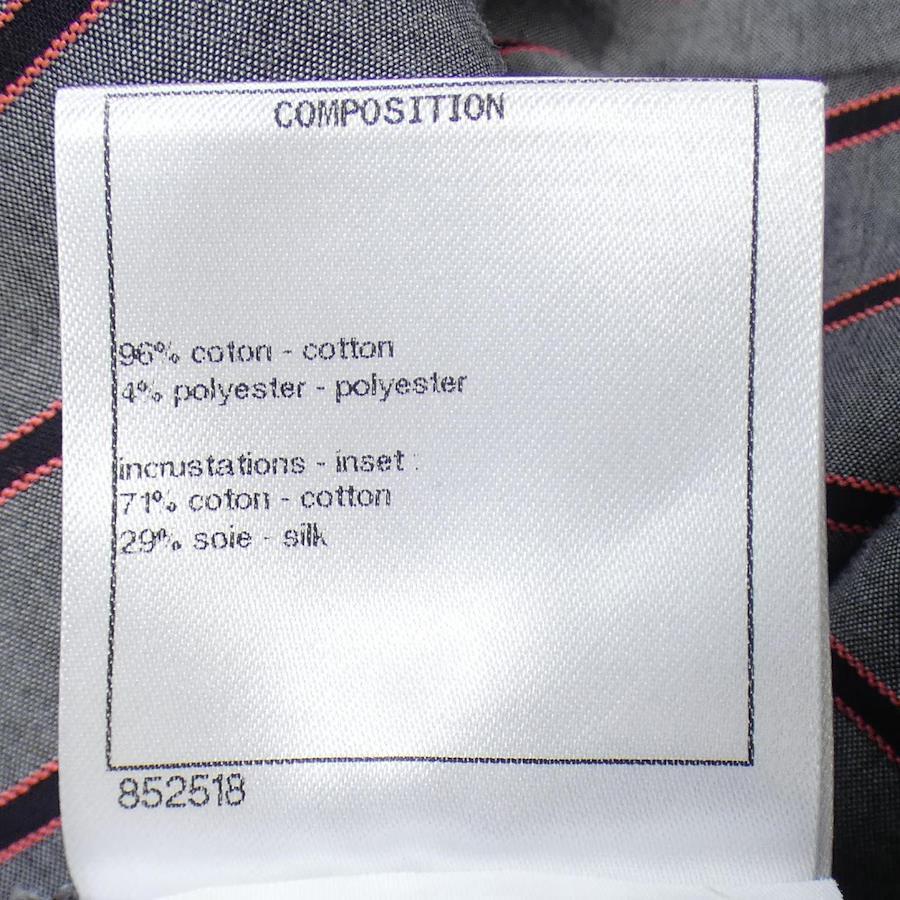 COMPOSITION
96% coton - cotton
4% polyester - polyester
incrustations - inset :
71% coton - cotton
29% soie - silk
852518